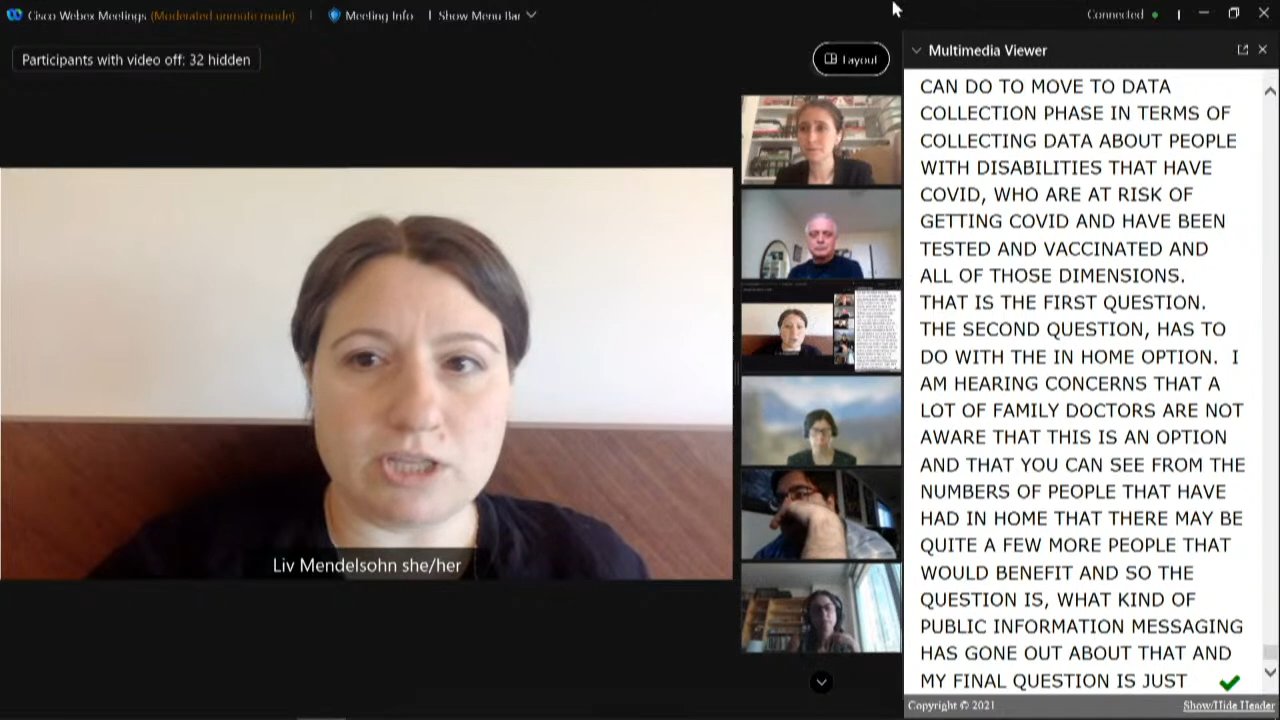 Cisco Webex Meetings (Moderated unmute mode) | Meeting Info | Show Menu Bar
Connected
Participants with video off: 32 hidden
Layout
Liv Mendelsohn she/her
Multimedia Viewer
CAN DO TO MOVE TO DATA
COLLECTION PHASE IN TERMS OF
COLLECTING DATA ABOUT PEOPLE
WITH DISABILITIES THAT HAVE
COVID, WHO ARE AT RISK OF
GETTING COVID AND HAVE BEEN
TESTED AND VACCINATED AND
ALL OF THOSE DIMENSIONS.
THAT IS THE FIRST QUESTION.
THE SECOND QUESTION, HAS TO
DO WITH THE IN HOME OPTION. I
AM HEARING CONCERNS THAT A
LOT OF FAMILY DOCTORS ARE NOT
AWARE THAT THIS IS AN OPTION
AND THAT YOU CAN SEE FROM THE
NUMBERS OF PEOPLE THAT HAVE
HAD IN HOME THAT THERE MAY BE
QUITE A FEW MORE PEOPLE THAT
WOULD BENEFIT AND SO THE
QUESTION IS, WHAT KIND OF
PUBLIC INFORMATION MESSAGING
HAS GONE OUT ABOUT THAT AND
MY FINAL QUESTION IS JUST
Copyright © 2021
Show/Hide Header